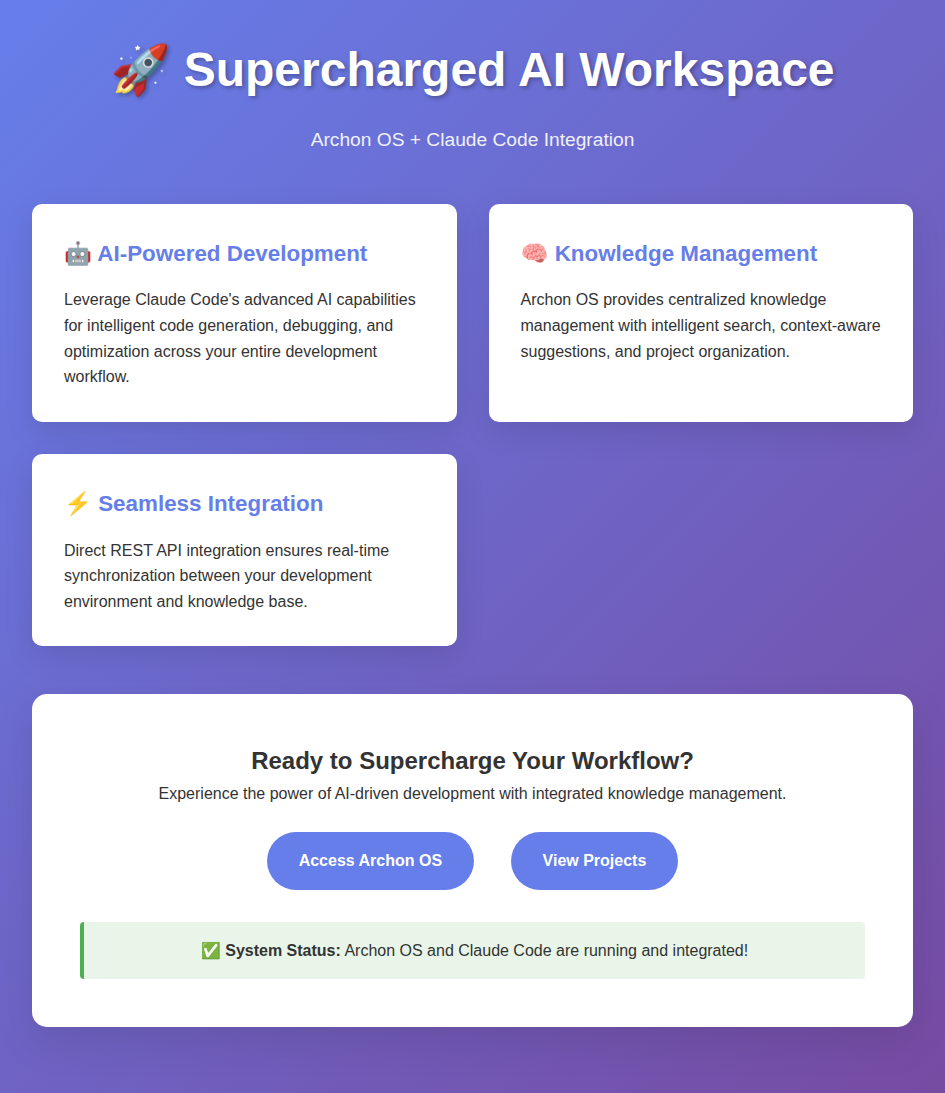 🚀 Supercharged AI Workspace
Archon OS + Claude Code Integration
🤖 AI-Powered Development
Leverage Claude Code's advanced AI capabilities
for intelligent code generation, debugging, and
optimization across your entire development
workflow.
🧠 Knowledge Management
Archon OS provides centralized knowledge
management with intelligent search, context-aware
suggestions, and project organization.
⚡ Seamless Integration
Direct REST API integration ensures real-time
synchronization between your development
environment and knowledge base.
Ready to Supercharge Your Workflow?
Experience the power of AI-driven development with integrated knowledge management.
Access Archon OS
View Projects
✅ System Status: Archon OS and Claude Code are running and integrated!